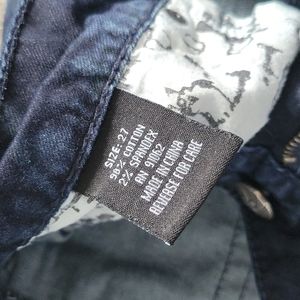 SIZE: 27
98% COTTON
2% SPANDEX
RN 91062
MADE IN CHINA
REVERSE FOR CARE